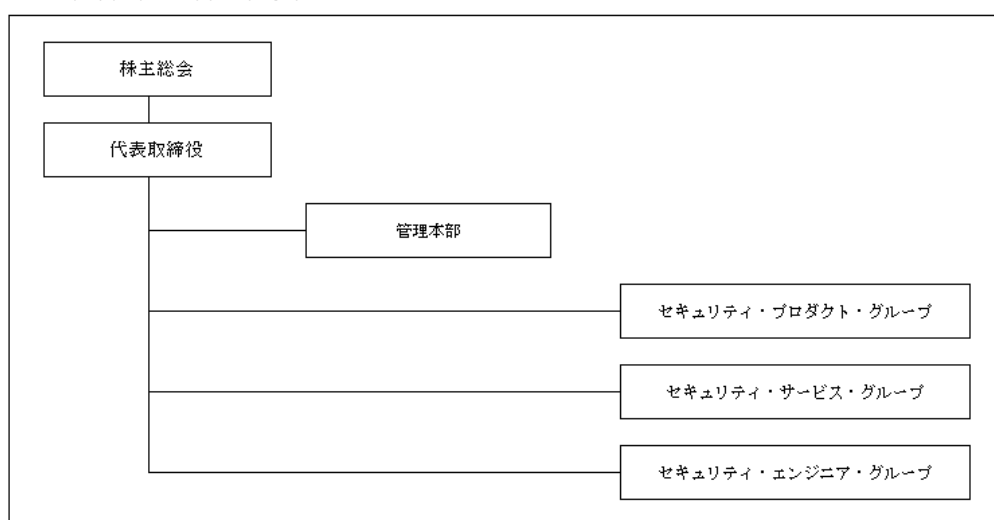 株主総会
代表取締役
管理本部
セキュリティ・プロダクト・グループ
セキュリティ・サービス・グループ
セキュリティ・エンジニア・グループ